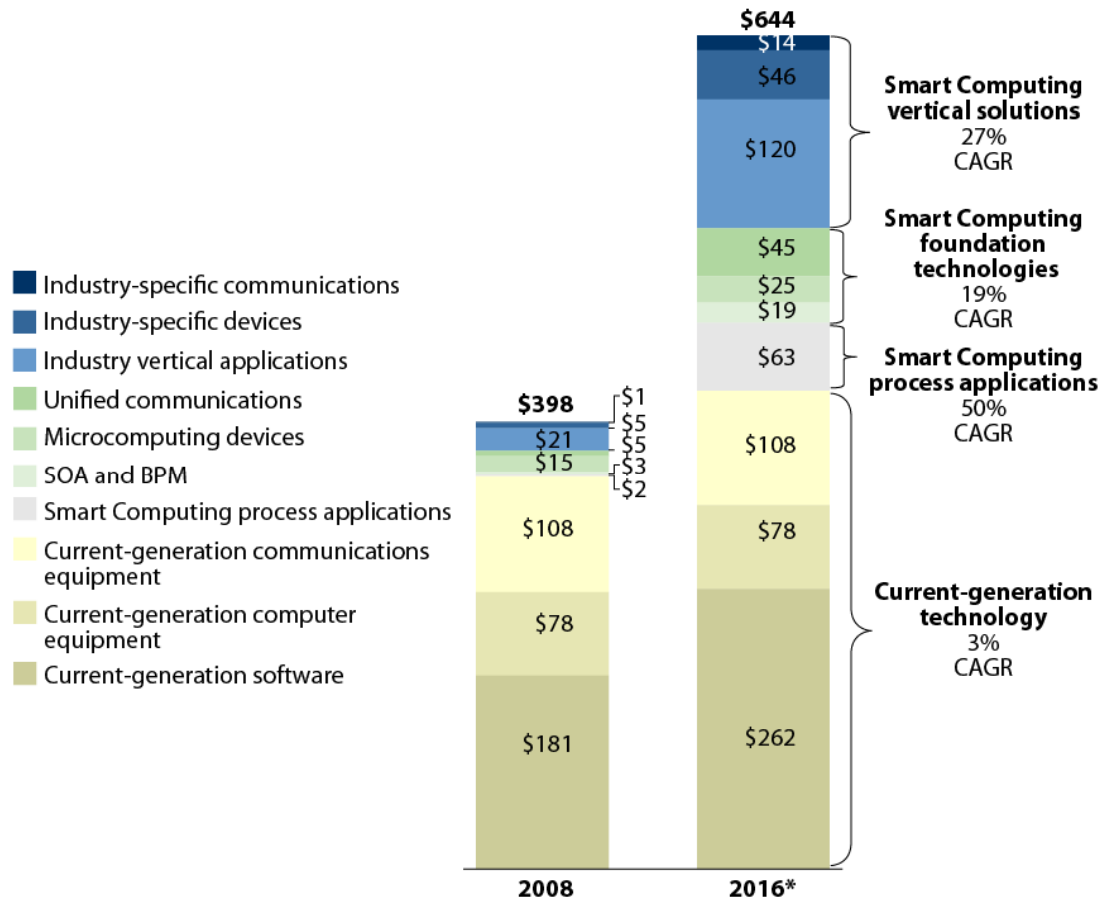 $644
$14
$46
$120
$45
$25
$19
$63
$108
$78
$262
Smart Computing
vertical solutions
27%
CAGR
Smart Computing
foundation
technologies
19%
CAGR
Smart Computing
process applications
50%
CAGR
Current-generation
technology
3%
CAGR
Industry-specific communications
Industry-specific devices
Industry vertical applications
Unified communications
Microcomputing devices
SOA and BPM
Smart Computing process applications
Current-generation communications
equipment
Current-generation computer
equipment
Current-generation software
$398
$1
$5
$21
$5
$15
$3
$2
$108
$78
$181
2008
2016*